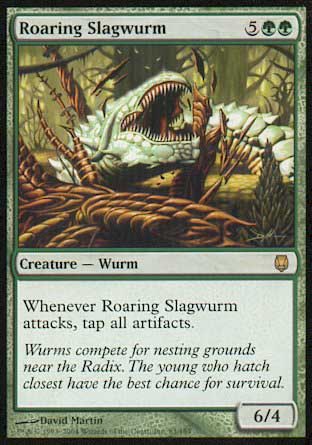 Roaring Slagwurm 5
Creature — Wurm
Whenever Roaring Slagwurm
attacks, tap all artifacts.
Wurms compete for nesting grounds
near the Radix. The young who hatch
closest have the best chance for survival.
David Martin
6/4